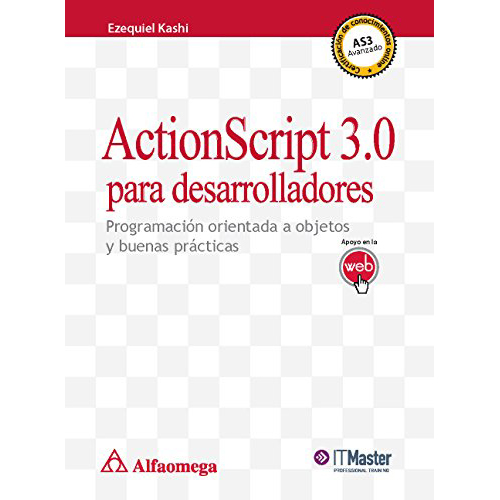 Ezequiel Kashi
Certificación de conocimientos online
AS3
Avanzado
ActionScript 3.0
para desarrolladores
Programación orientada a objetos
y buenas prácticas
Apoyo en la
web
Alfaomega
ITMaster
PROFESSIONAL TRAINING